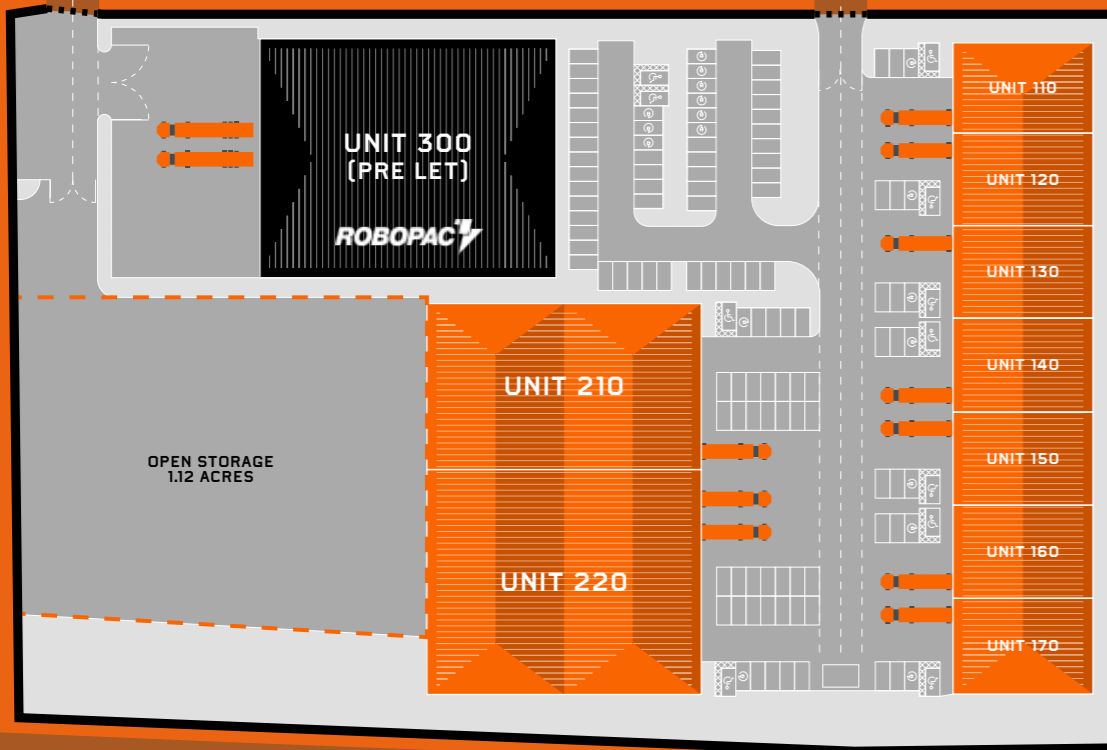 UNIT 300
(PRE LET)
ROBOPAC
UNIT 110
UNIT 120
UNIT 130
UNIT 140
UNIT 150
UNIT 160
UNIT 170
UNIT 210
UNIT 220
OPEN STORAGE
1.12 ACRES